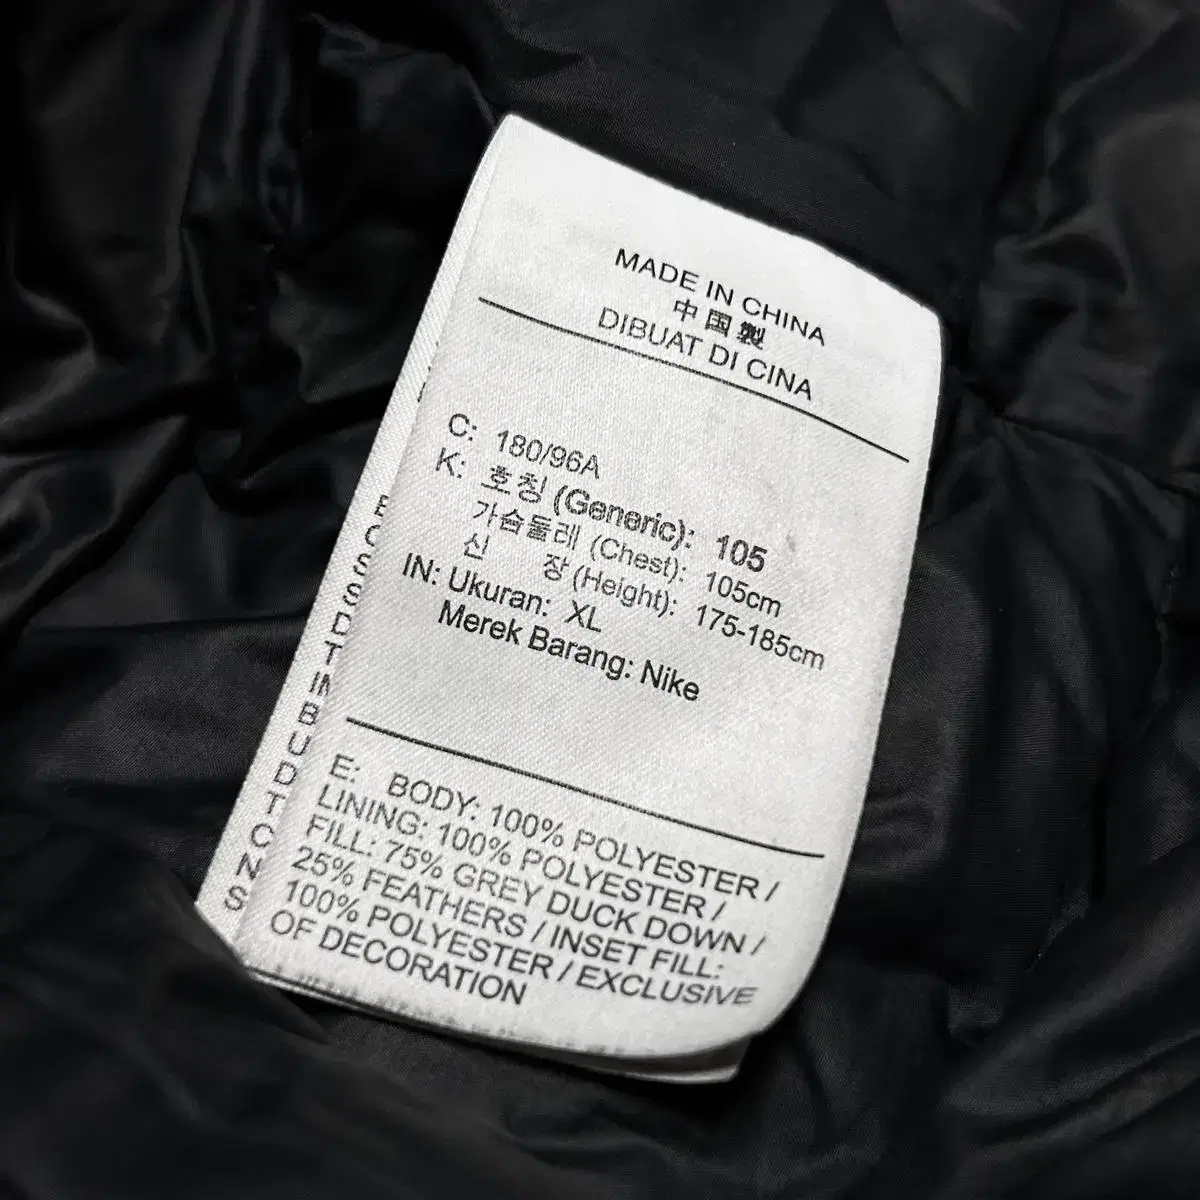 MADE IN CHINA
中国製
DIBUAT DI CINA
C: 180/96A
K: 호칭 (Generic): 105
가슴둘레 (Chest): 105cm
신 장 (Height): 175-185cm
IN: Ukuran: XL
Merek Barang: Nike
E: BODY: 100% POLYESTER /
LINING: 100% POLYESTER /
FILL: 75% GREY DUCK DOWN /
25% FEATHERS / INSET FILL:
100% POLYESTER / EXCLUSIVE
OF DECORATION